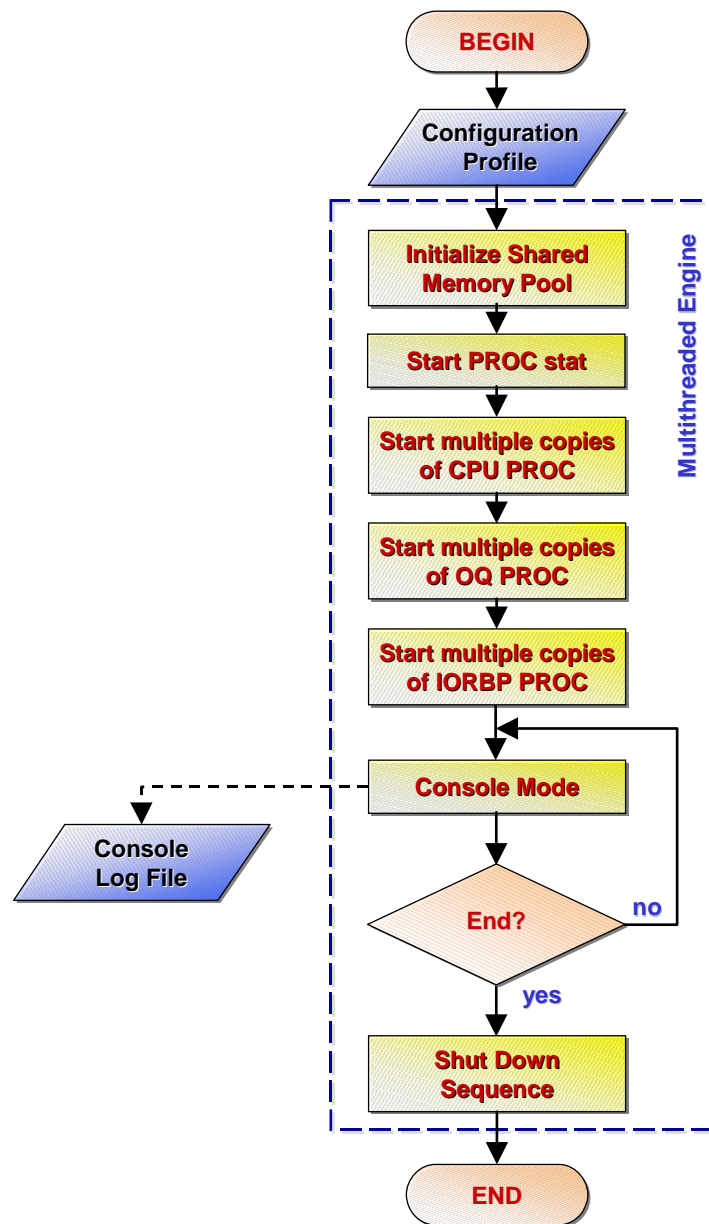 BEGIN
Configuration
Profile
Multithreaded Engine
Initialize Shared
Memory Pool
Start PROC stat
Start multiple copies
of CPU PROC
Start multiple copies
of OQ PROC
Start multiple copies
of IORBP PROC
Console Mode
Console
Log File
End?
no
yes
Shut Down
Sequence
END